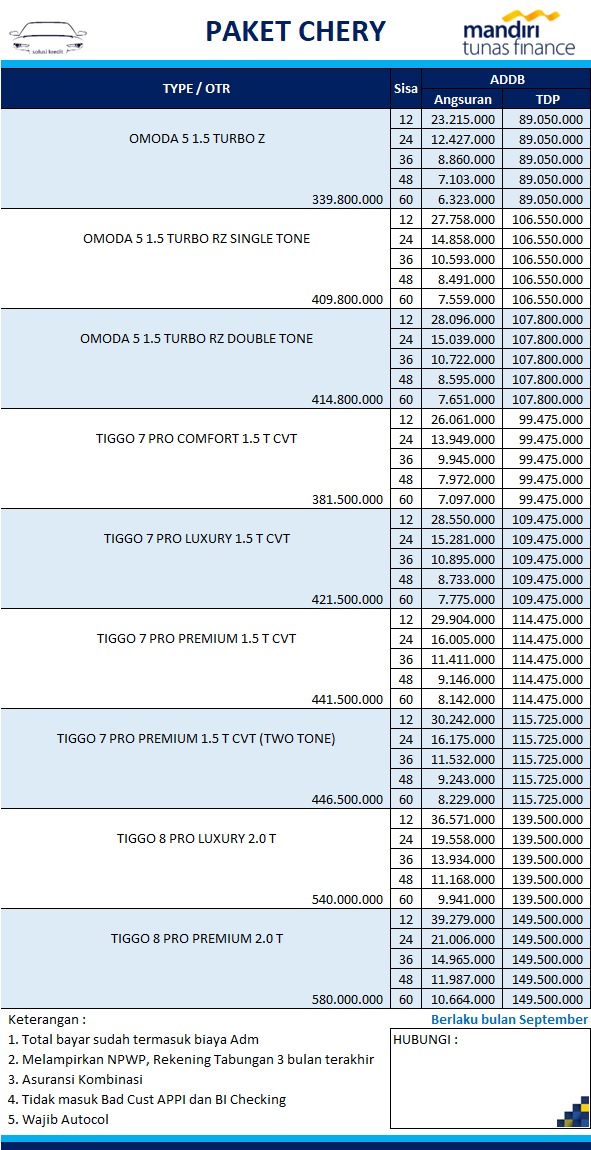 solusi kredit
PAKET CHERY
mandiri
tunas finance
TYPE / OTR Sisa ADDB
Angsuran TDP
12 23.215.000 89.050.000
OMODA 5 1.5 TURBO Z 24 12.427.000 89.050.000
36 8.860.000 89.050.000
48 7.103.000 89.050.000
339.800.000 60 6.323.000 89.050.000
12 27.758.000 106.550.000
OMODA 5 1.5 TURBO RZ SINGLE TONE 24 14.858.000 106.550.000
36 10.593.000 106.550.000
48 8.491.000 106.550.000
409.800.000 60 7.559.000 106.550.000
12 28.096.000 107.800.000
OMODA 5 1.5 TURBO RZ DOUBLE TONE 24 15.039.000 107.800.000
36 10.722.000 107.800.000
48 8.595.000 107.800.000
414.800.000 60 7.651.000 107.800.000
12 26.061.000 99.475.000
TIGGO 7 PRO COMFORT 1.5 T CVT 24 13.949.000 99.475.000
36 9.945.000 99.475.000
48 7.972.000 99.475.000
381.500.000 60 7.097.000 99.475.000
12 28.550.000 109.475.000
TIGGO 7 PRO LUXURY 1.5 T CVT 24 15.281.000 109.475.000
36 10.895.000 109.475.000
48 8.733.000 109.475.000
421.500.000 60 7.775.000 109.475.000
12 29.904.000 114.475.000
TIGGO 7 PRO PREMIUM 1.5 T CVT 24 16.005.000 114.475.000
36 11.411.000 114.475.000
48 9.146.000 114.475.000
441.500.000 60 8.142.000 114.475.000
12 30.242.000 115.725.000
TIGGO 7 PRO PREMIUM 1.5 T CVT (TWO TONE) 24 16.175.000 115.725.000
36 11.532.000 115.725.000
48 9.243.000 115.725.000
446.500.000 60 8.229.000 115.725.000
12 36.571.000 139.500.000
TIGGO 8 PRO LUXURY 2.0 T 24 19.558.000 139.500.000
36 13.934.000 139.500.000
48 11.168.000 139.500.000
540.000.000 60 9.941.000 139.500.000
12 39.279.000 149.500.000
TIGGO 8 PRO PREMIUM 2.0 T 24 21.006.000 149.500.000
36 14.965.000 149.500.000
48 11.987.000 149.500.000
580.000.000 60 10.664.000 149.500.000
Keterangan : Berlaku bulan September
1. Total bayar sudah termasuk biaya Adm HUBUNGI :
2. Melampirkan NPWP, Rekening Tabungan 3 bulan terakhir
3. Asuransi Kombinasi
4. Tidak masuk Bad Cust APPI dan BI Checking
5. Wajib Autocol